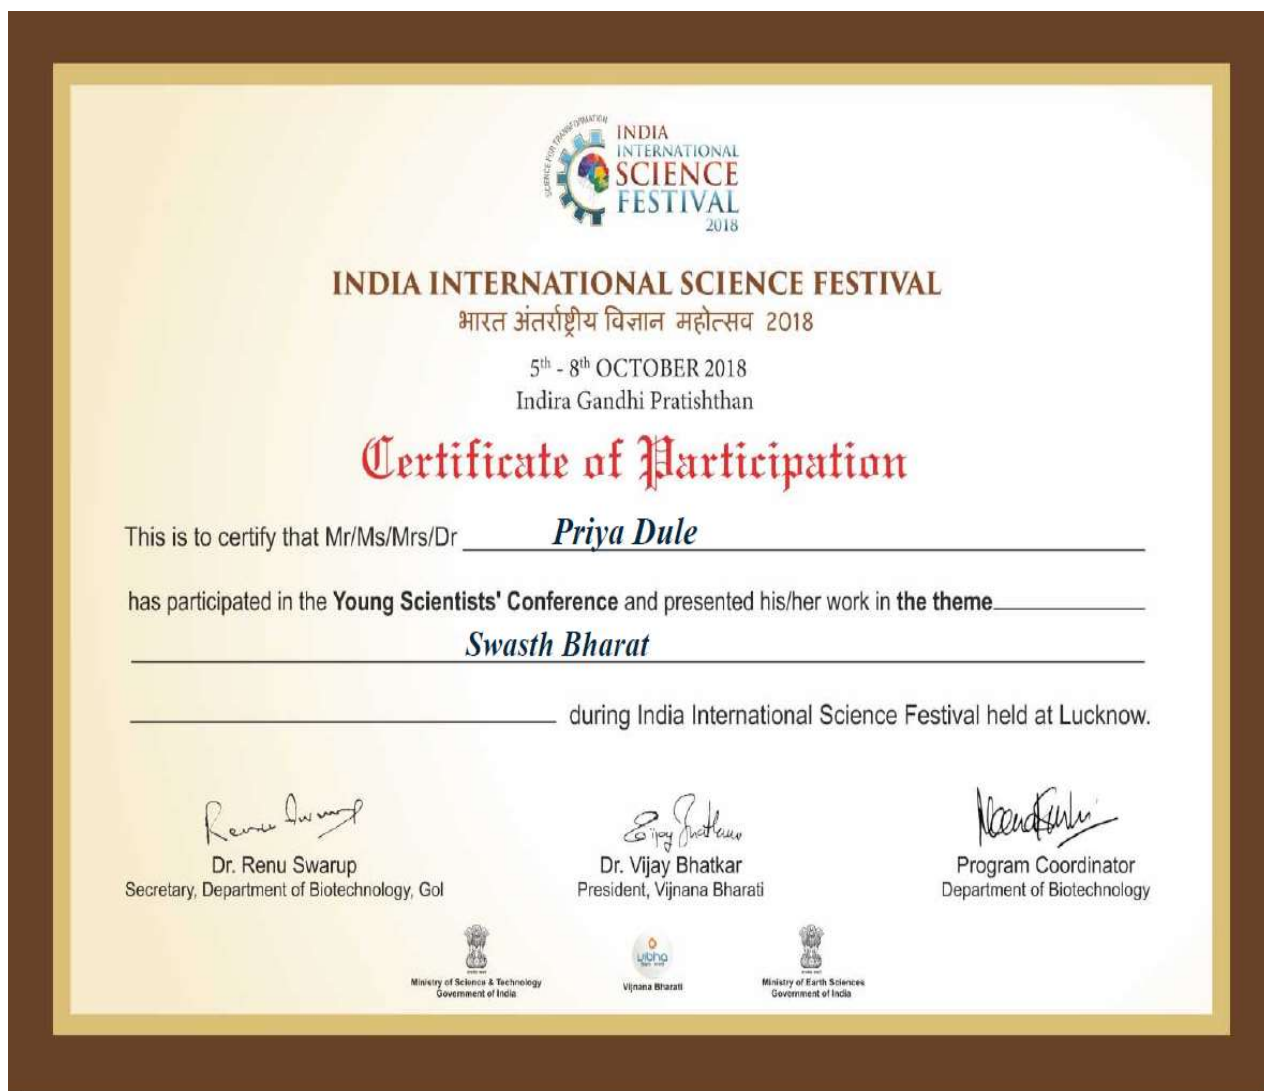 SCIENCE FOR TRANSFORMATION
INDIA
INTERNATIONAL
SCIENCE
FESTIVAL
2018
INDIA INTERNATIONAL SCIENCE FESTIVAL
भारत अंतर्राष्ट्रीय विज्ञान महोत्सव 2018
5th - 8th OCTOBER 2018
Indira Gandhi Pratishthan
Certificate of Participation
This is to certify that Mr/Ms/Mrs/Dr Priya Dule
has participated in the Young Scientists' Conference and presented his/her work in the theme
Swasth Bharat
during India International Science Festival held at Lucknow.
Dr. Renu Swarup
Secretary, Department of Biotechnology, GoI
Dr. Vijay Bhatkar
President, Vijnana Bharati
Program Coordinator
Department of Biotechnology
Ministry of Science & Technology
Government of India
vibha
Vijnana Bharati
Ministry of Earth Sciences
Government of India